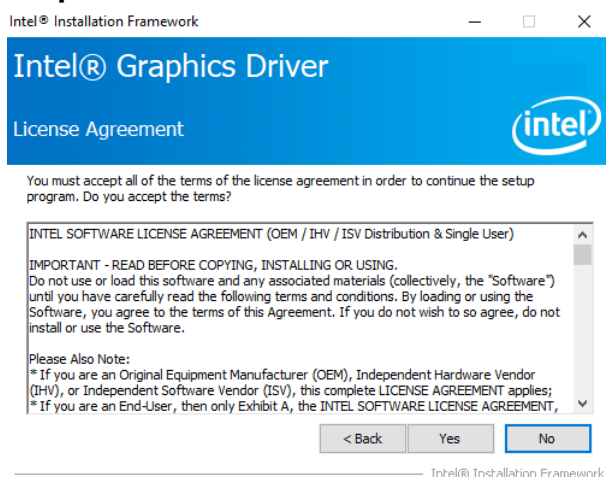 Intel® Installation Framework
Intel(R) Graphics Driver
License Agreement
intel
You must accept all of the terms of the license agreement in order to continue the setup
program. Do you accept the terms?
INTEL SOFTWARE LICENSE AGREEMENT (OEM / IHV / ISV Distribution & Single User)
IMPORTANT - READ BEFORE COPYING, INSTALLING OR USING.
Do not use or load this software and any associated materials (collectively, the "Software")
until you have carefully read the following terms and conditions. By loading or using the
Software, you agree to the terms of this Agreement. If you do not wish to so agree, do not
install or use the Software.
Please Also Note:
* If you are an Original Equipment Manufacturer (OEM), Independent Hardware Vendor
(IHV), or Independent Software Vendor (ISV), this complete LICENSE AGREEMENT applies;
* If you are an End-User, then only Exhibit A, the INTEL SOFTWARE LICENSE AGREEMENT,
< Back Yes No
Intel(R) Installation Framework